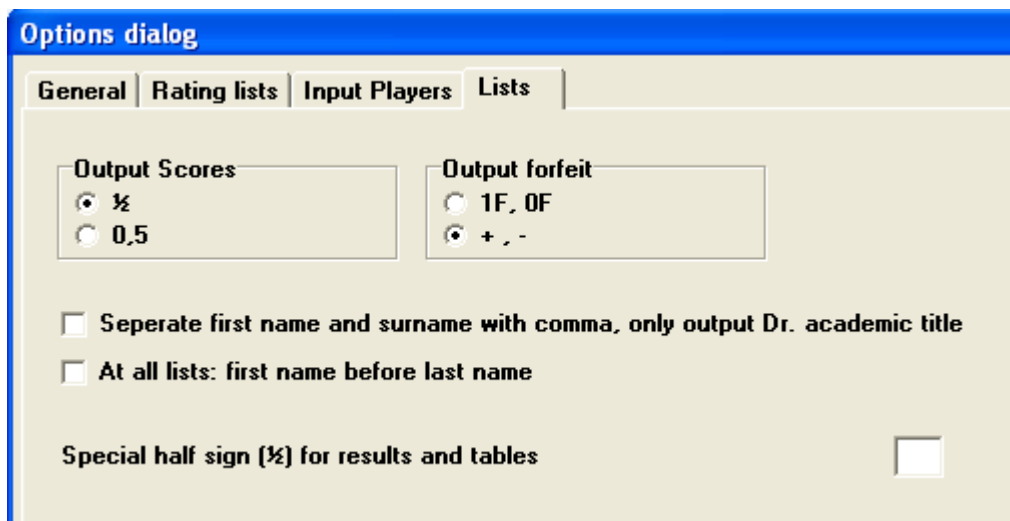 Options dialog
General Rating lists Input Players Lists
Output Scores Output forfeit
½ 1F, 0F
0,5 + , -
Seperate first name and surname with comma, only output Dr. academic title
At all lists: first name before last name
Special half sign (½) for results and tables